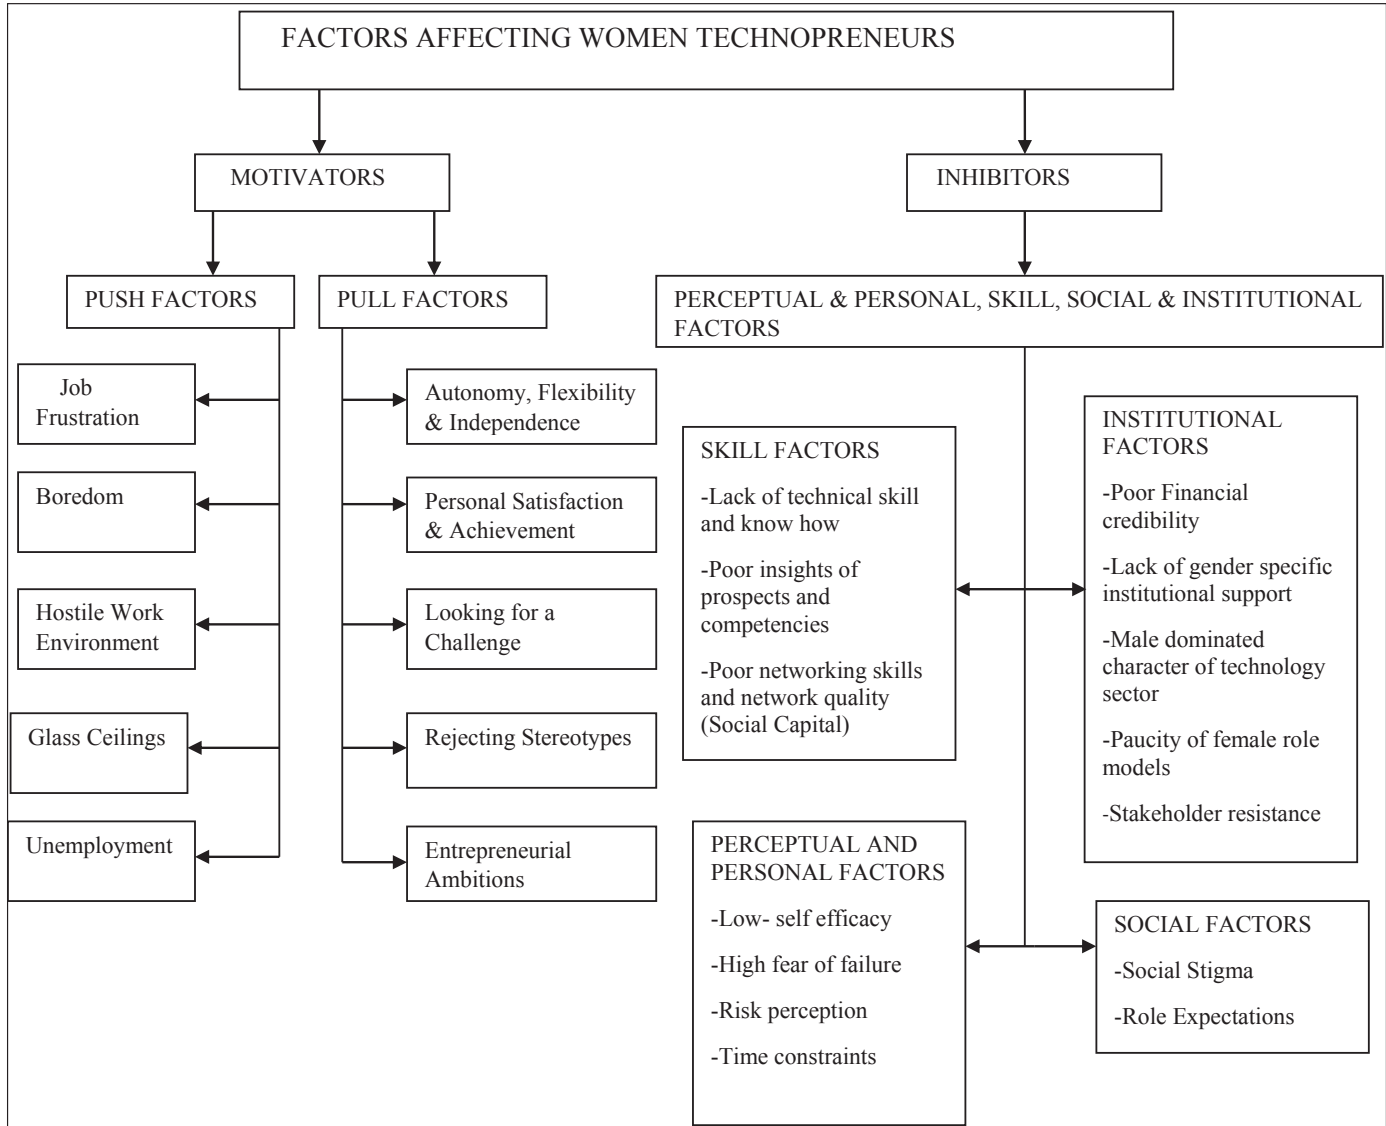 FACTORS AFFECTING WOMEN TECHNOPRENEURS
MOTIVATORS
INHIBITORS
PUSH FACTORS
PULL FACTORS
PERCEPTUAL & PERSONAL, SKILL, SOCIAL & INSTITUTIONAL
FACTORS
Job
Frustration
Boredom
Hostile Work
Environment
Glass Ceilings
Unemployment
Autonomy, Flexibility
& Independence
Personal Satisfaction
& Achievement
Looking for a
Challenge
Rejecting Stereotypes
Entrepreneurial
Ambitions
SKILL FACTORS
-Lack of technical skill
and know how
-Poor insights of
prospects and
competencies
-Poor networking skills
and network quality
(Social Capital)
INSTITUTIONAL
FACTORS
-Poor Financial
credibility
-Lack of gender specific
institutional support
-Male dominated
character of technology
sector
-Paucity of female role
models
-Stakeholder resistance
PERCEPTUAL AND
PERSONAL FACTORS
-Low- self efficacy
-High fear of failure
-Risk perception
-Time constraints
SOCIAL FACTORS
-Social Stigma
-Role Expectations